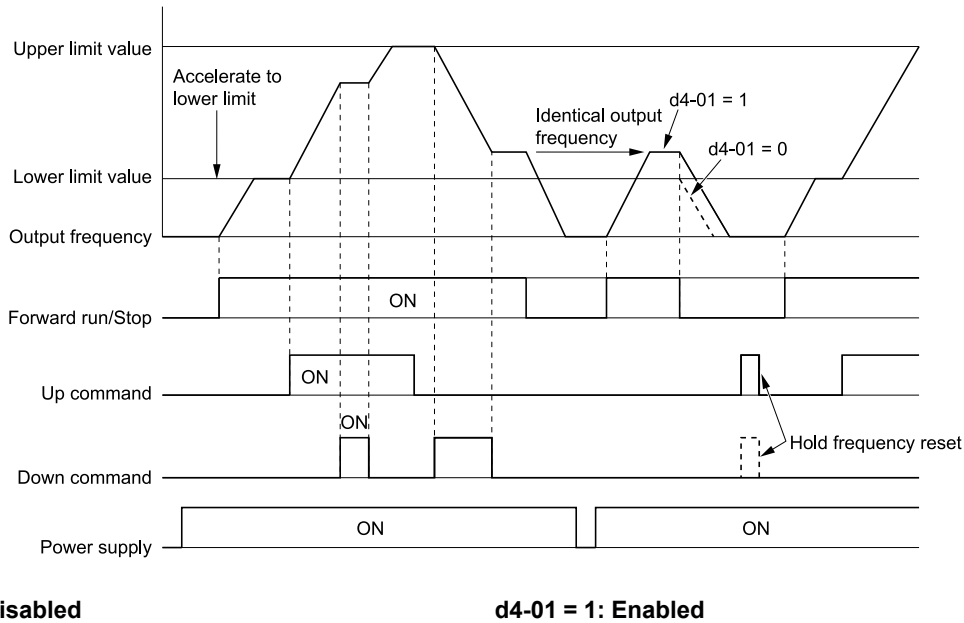 Upper limit value
Accelerate to
lower limit
Identical output
frequency
d4-01 = 1
d4-01 = 0
Lower limit value
Output frequency
ON
Forward run/Stop
ON
Up command
ON
Hold frequency reset
Down command
ON
ON
Power supply
isabled
d4-01 = 1: Enabled